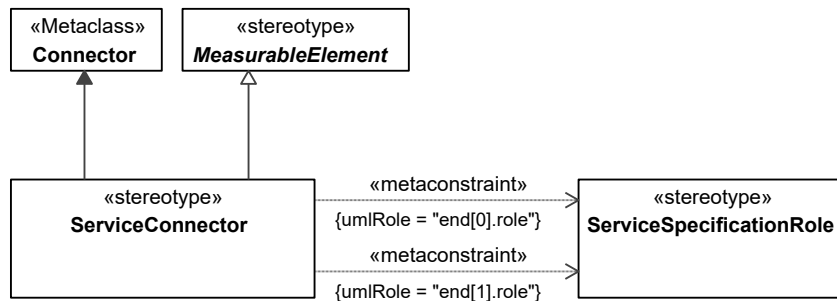 «Metaclass»
Connector
«stereotype»
MeasurableElement
«stereotype»
ServiceConnector
«metaconstraint»
{umlRole = "end[0].role"}
«metaconstraint»
{umlRole = "end[1].role"}
«stereotype»
ServiceSpecificationRole